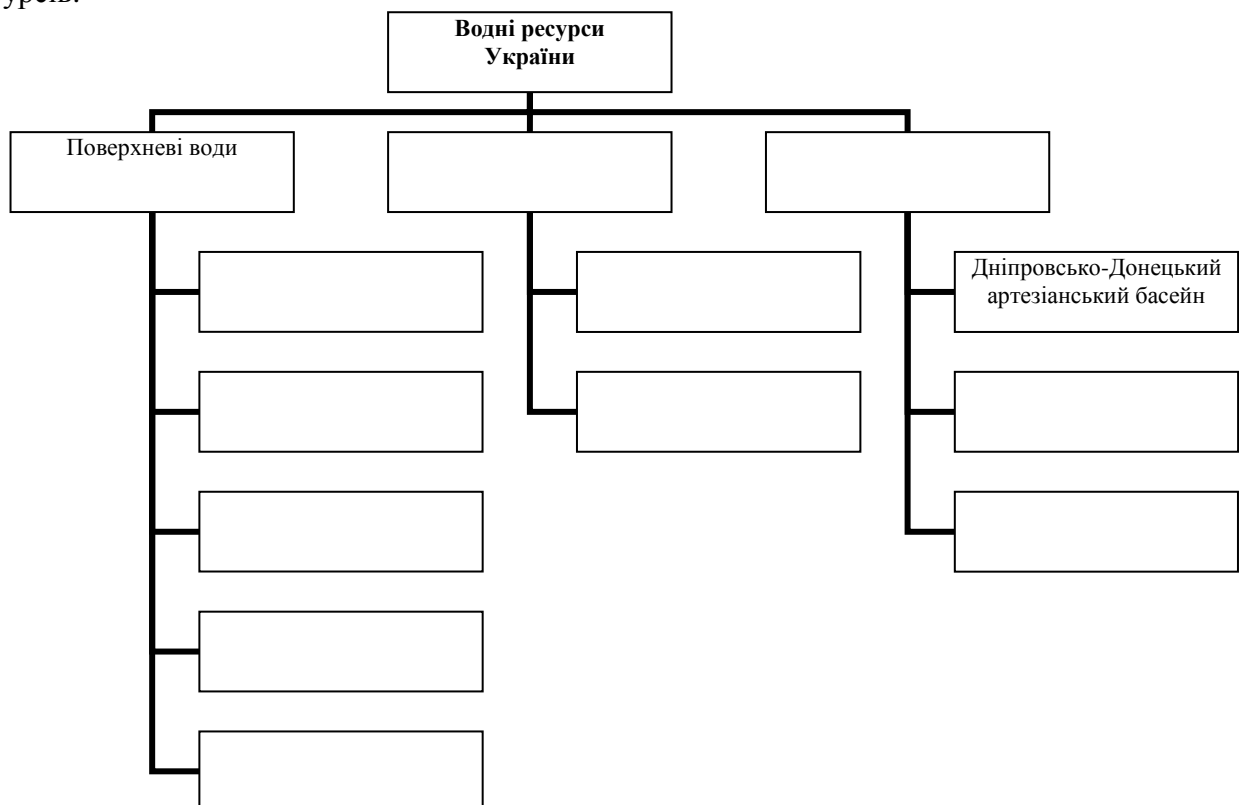 урсів.
Водні ресурси
України
Поверхневі води
Дніпровсько-Донецький
артезіанський басейн